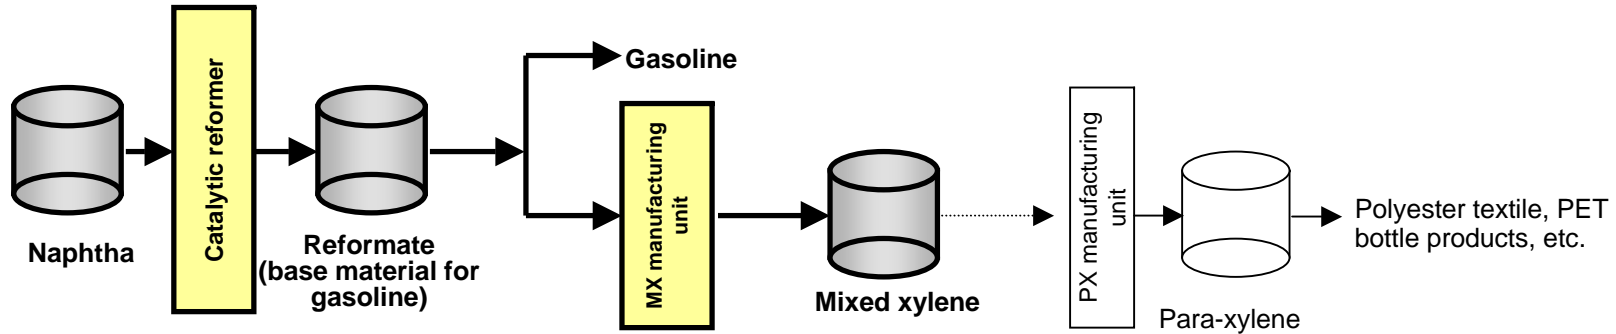 Naphtha
Catalytic reformer
Reformate
(base material for
gasoline)
Gasoline
MX manufacturing
unit
Mixed xylene
PX manufacturing
unit
Para-xylene
Polyester textile, PET
bottle products, etc.